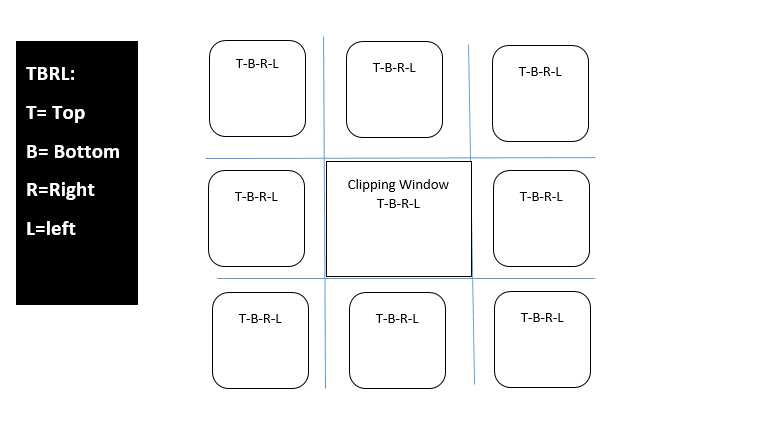 TBRL:
T= Top
B= Bottom
R=Right
L=left
T-B-R-L
T-B-R-L
T-B-R-L
T-B-R-L
Clipping Window
T-B-R-L
T-B-R-L
T-B-R-L
T-B-R-L
T-B-R-L